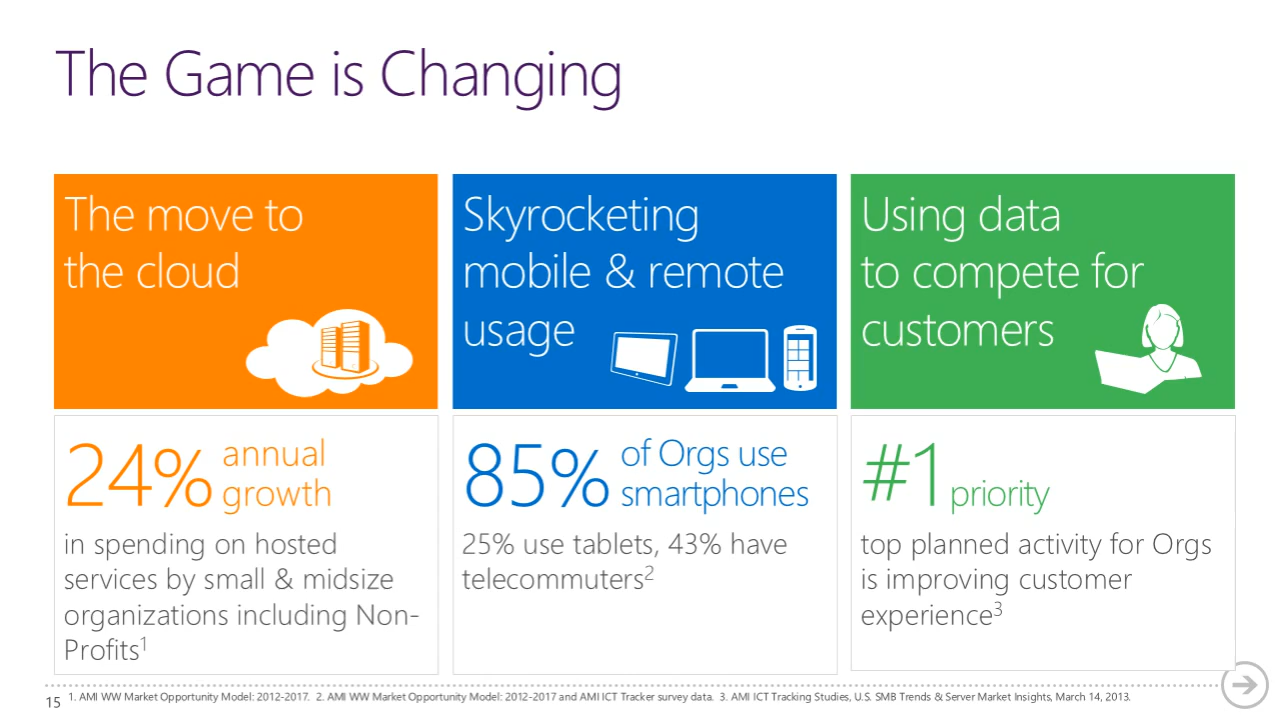 The Game is Changing
The move to
the cloud
Skyrocketing
mobile & remote
usage
Using data
to compete for
customers
24% annual
growth
in spending on hosted
services by small & midsize
organizations including Non-
Profits1
85% of Orgs use
smartphones
25% use tablets, 43% have
telecommuters2
#1 priority
top planned activity for Orgs
is improving customer
experience3
15 1. AMI WW Market Opportunity Model: 2012-2017. 2. AMI WW Market Opportunity Model: 2012-2017 and AMI ICT Tracker survey data. 3. AMI ICT Tracking Studies, U.S. SMB Trends & Server Market Insights, March 14, 2013.